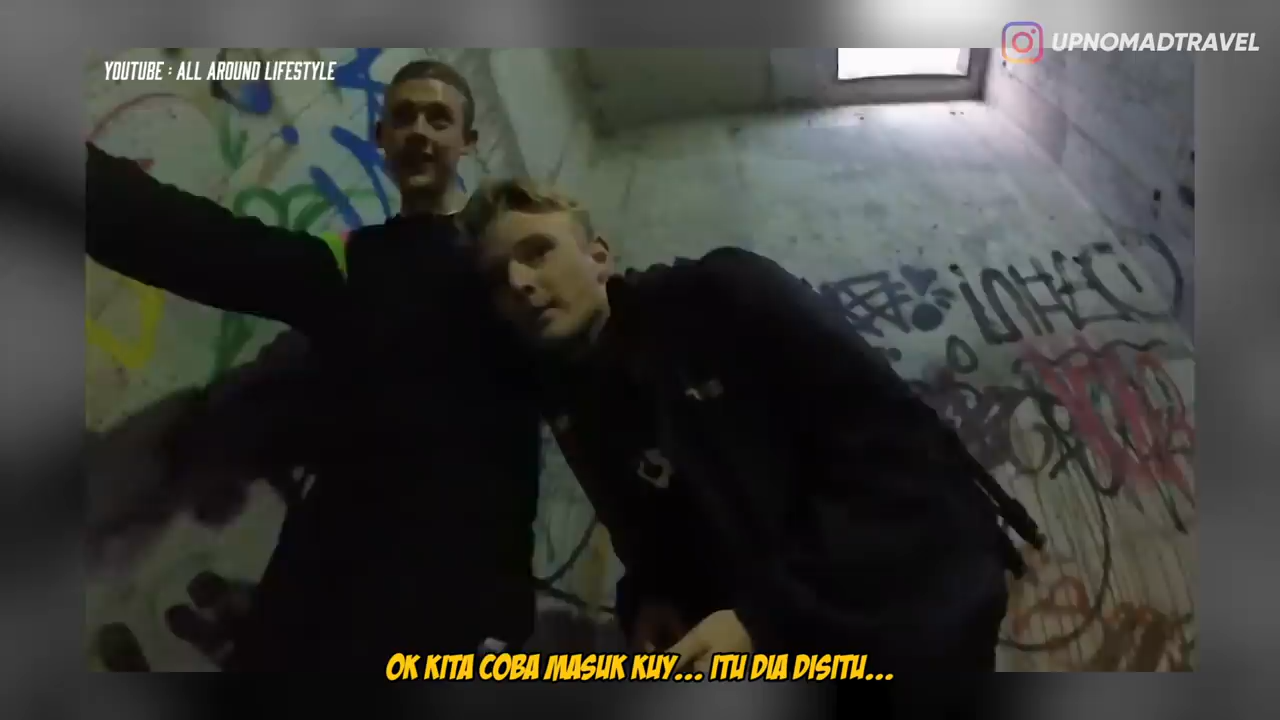 UPNOMADTRAVEL
YOUTUBE : ALL AROUND LIFESTYLE
OK KITA COBA MASUK KUY... ITU DIA DISITU...